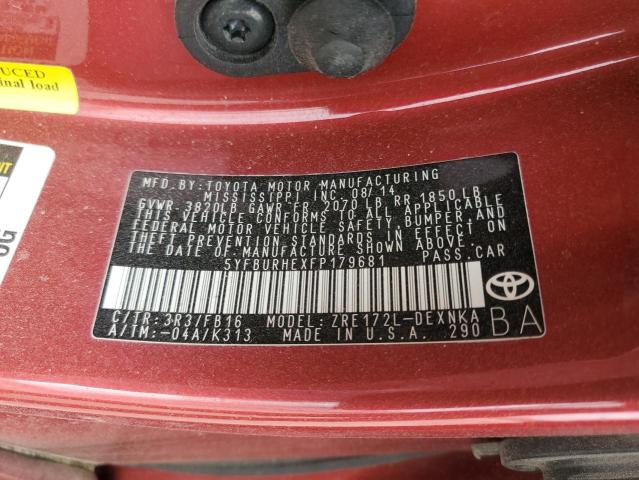 UCED
inal load
MFD.BY:TOYOTA MOTOR MANUFACTURING
MISSISSIPPI INC. 08/14
GVWR 3820LB GAWR FR 2070 LB RR 1850 LB
THIS VEHICLE CONFORMS TO ALL APPLICABLE
FEDERAL MOTOR VEHICLE SAFETY, BUMPER, AND
THEFT PREVENTION STANDARDS IN EFFECT ON
THE DATE OF MANUFACTURE SHOWN ABOVE.
5YFBURHEXFP179681 PASS.CAR
C/TR:3R3/FB16 MODEL:ZRE172L-DEXNKA
A/TM:-04A/K313 MADE IN U.S.A. 290
BA